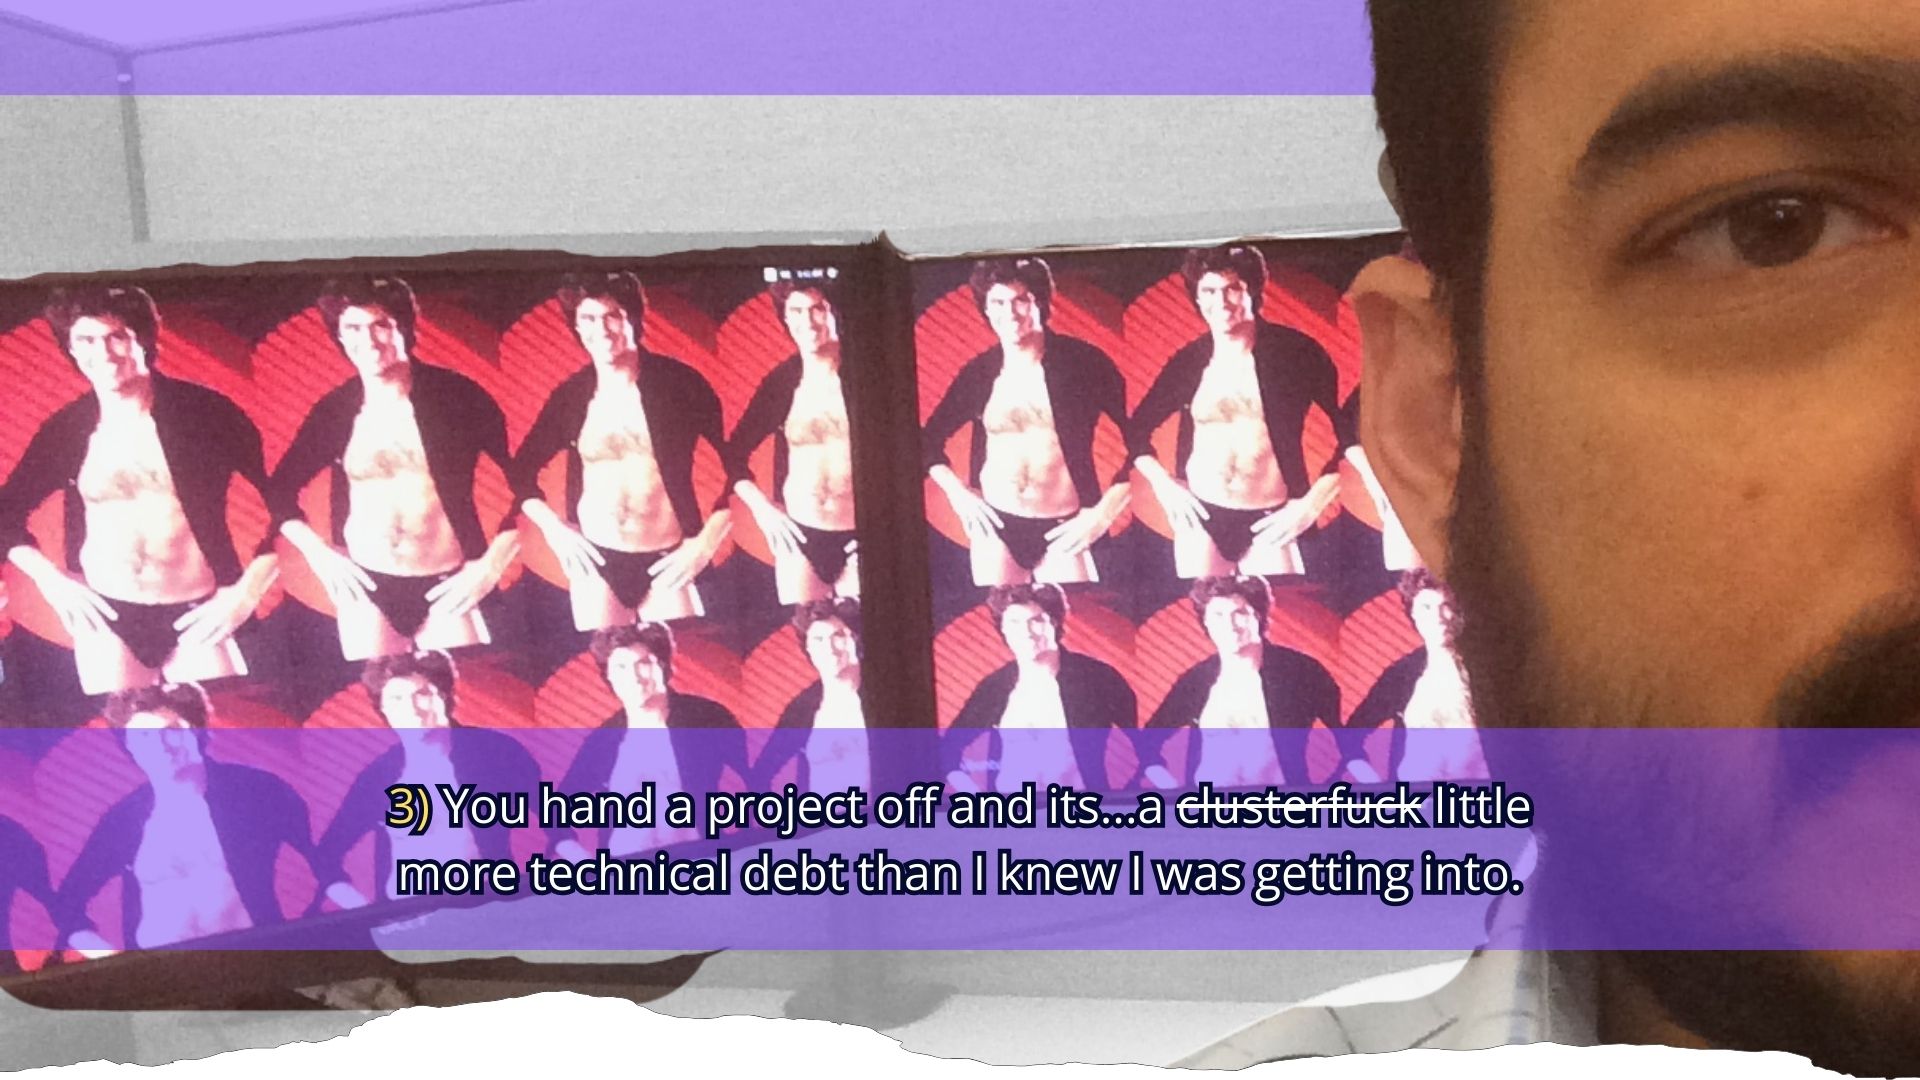 3) You hand a project off and its...a clusterfuck little
more technical debt than I knew I was getting into.